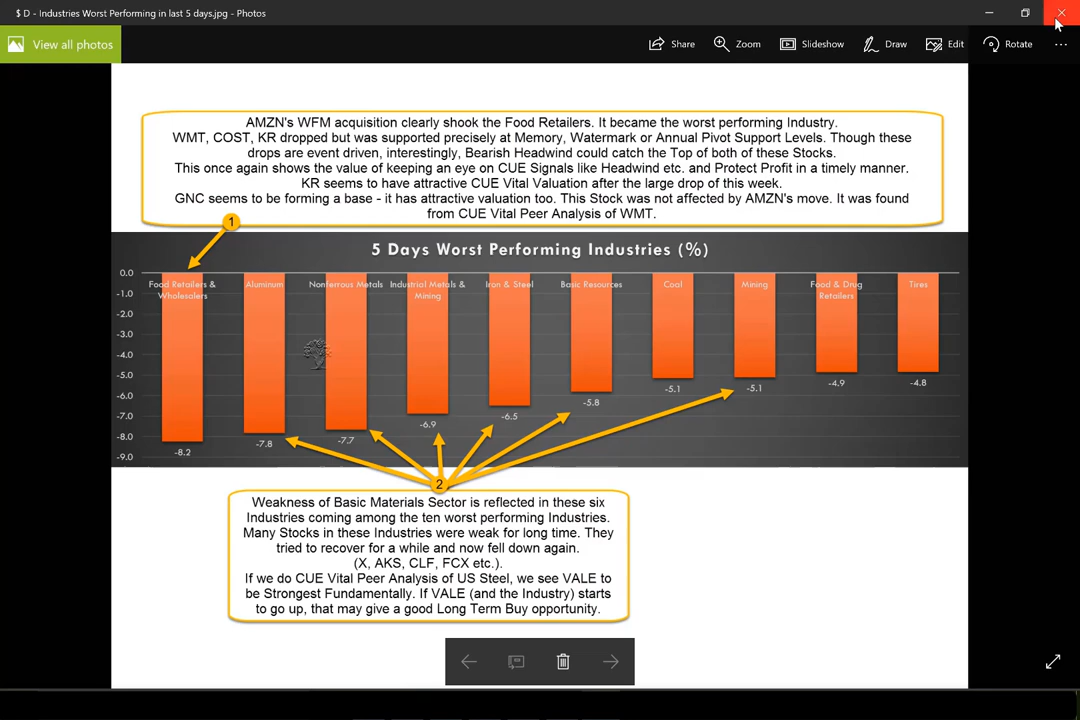 $ D - Industries Worst Performing in last 5 days.jpg - Photos
View all photos
Share
Zoom
Slideshow
Draw
Edit
Rotate
AMZN's WFM acquisition clearly shook the Food Retailers. It became the worst performing Industry.
WMT, COST, KR dropped but was supported precisely at Memory, Watermark or Annual Pivot Support Levels. Though these
drops are event driven, interestingly, Bearish Headwind could catch the Top of both of these Stocks.
This once again shows the value of keeping an eye on CUE Signals like Headwind etc. and Protect Profit in a timely manner.
KR seems to have attractive CUE Vital Valuation after the large drop of this week.
GNC seems to be forming a base - it has attractive valuation too. This Stock was not affected by AMZN's move. It was found
from CUE Vital Peer Analysis of WMT.
1
5 Days Worst Performing Industries (%)
0.0
-1.0
-2.0
-3.0
-4.0
-5.0
-6.0
-7.0
-8.0
-9.0
Food Retailers &
Wholesalers
Aluminum
Nonferrous Metals
Industrial Metals &
Mining
Iron & Steel
Basic Resources
Coal
Mining
Food & Drug
Retailers
Tires
-8.2
-7.8
-7.7
-6.9
-6.5
-5.8
-5.1
-5.1
-4.9
-4.8
2
Weakness of Basic Materials Sector is reflected in these six
Industries coming among the ten worst performing Industries.
Many Stocks in these Industries were weak for long time. They
tried to recover for a while and now fell down again.
(X, AKS, CLF, FCX etc.).
If we do CUE Vital Peer Analysis of US Steel, we see VALE to
be Strongest Fundamentally. If VALE (and the Industry) starts
to go up, that may give a good Long Term Buy opportunity.